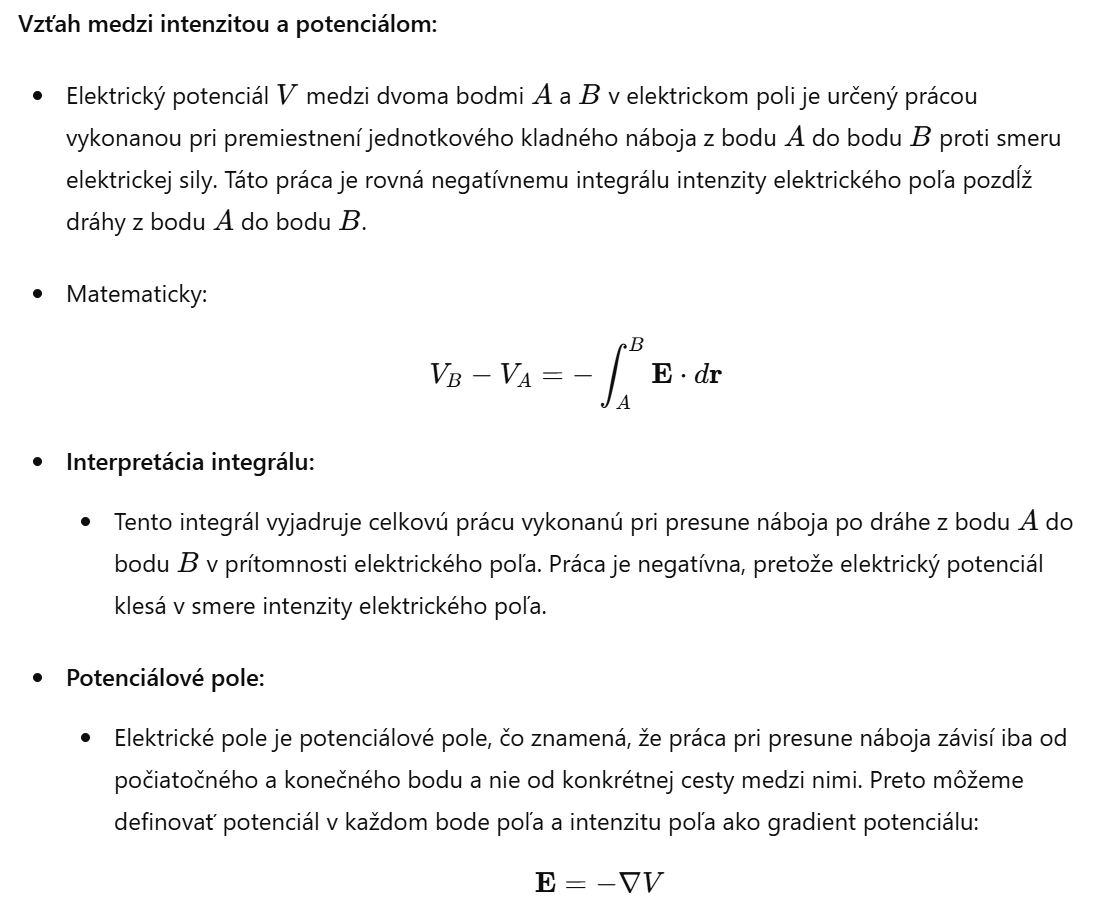 Vzťah medzi intenzitou a potenciálom:
• Elektrický potenciál V medzi dvoma bodmi A a B v elektrickom poli je určený prácou
vykonanou pri premiestnení jednotkového kladného náboja z bodu A do bodu B proti smeru
elektrickej sily. Táto práca je rovná negatívnemu integrálu intenzity elektrického poľa pozdĺž
dráhy z bodu A do bodu B.
• Matematicky:
V_B − V_A = − ∫_A^B E · dr
• Interpretácia integrálu:
• Tento integrál vyjadruje celkovú prácu vykonanú pri presune náboja po dráhe z bodu A do
bodu B v prítomnosti elektrického poľa. Práca je negatívna, pretože elektrický potenciál
klesá v smere intenzity elektrického poľa.
• Potenciálové pole:
• Elektrické pole je potenciálové pole, čo znamená, že práca pri presune náboja závisí iba od
počiatočného a konečného bodu a nie od konkrétnej cesty medzi nimi. Preto môžeme
definovať potenciál v každom bode poľa a intenzitu poľa ako gradient potenciálu:
E = −∇V